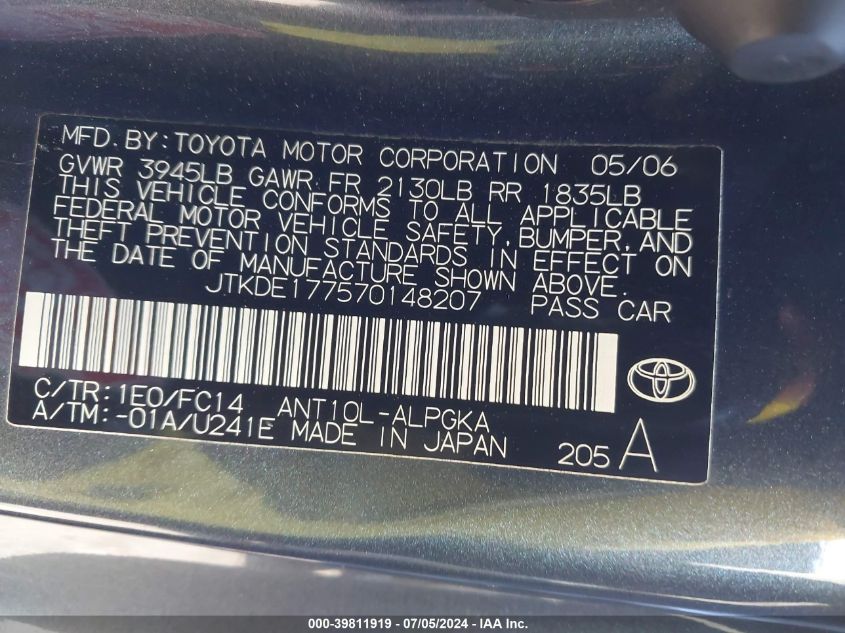 MFD. BY: TOYOTA MOTOR CORPORATION 05/06
GVWR 3945LB GAWR FR 2130LB RR 1835LB
THIS VEHICLE CONFORMS TO ALL APPLICABLE
FEDERAL MOTOR VEHICLE SAFETY, BUMPER, AND
THEFT PREVENTION STANDARDS IN EFFECT ON
THE DATE OF MANUFACTURE SHOWN ABOVE.
JTKDE177570148207 PASS CAR
C/TR: 1E0/FC14 ANT10L-ALPGKA
A/TM: -01A/U241E MADE IN JAPAN 205 A
000-39811919 / 07/05/2024 - IAA Inc.